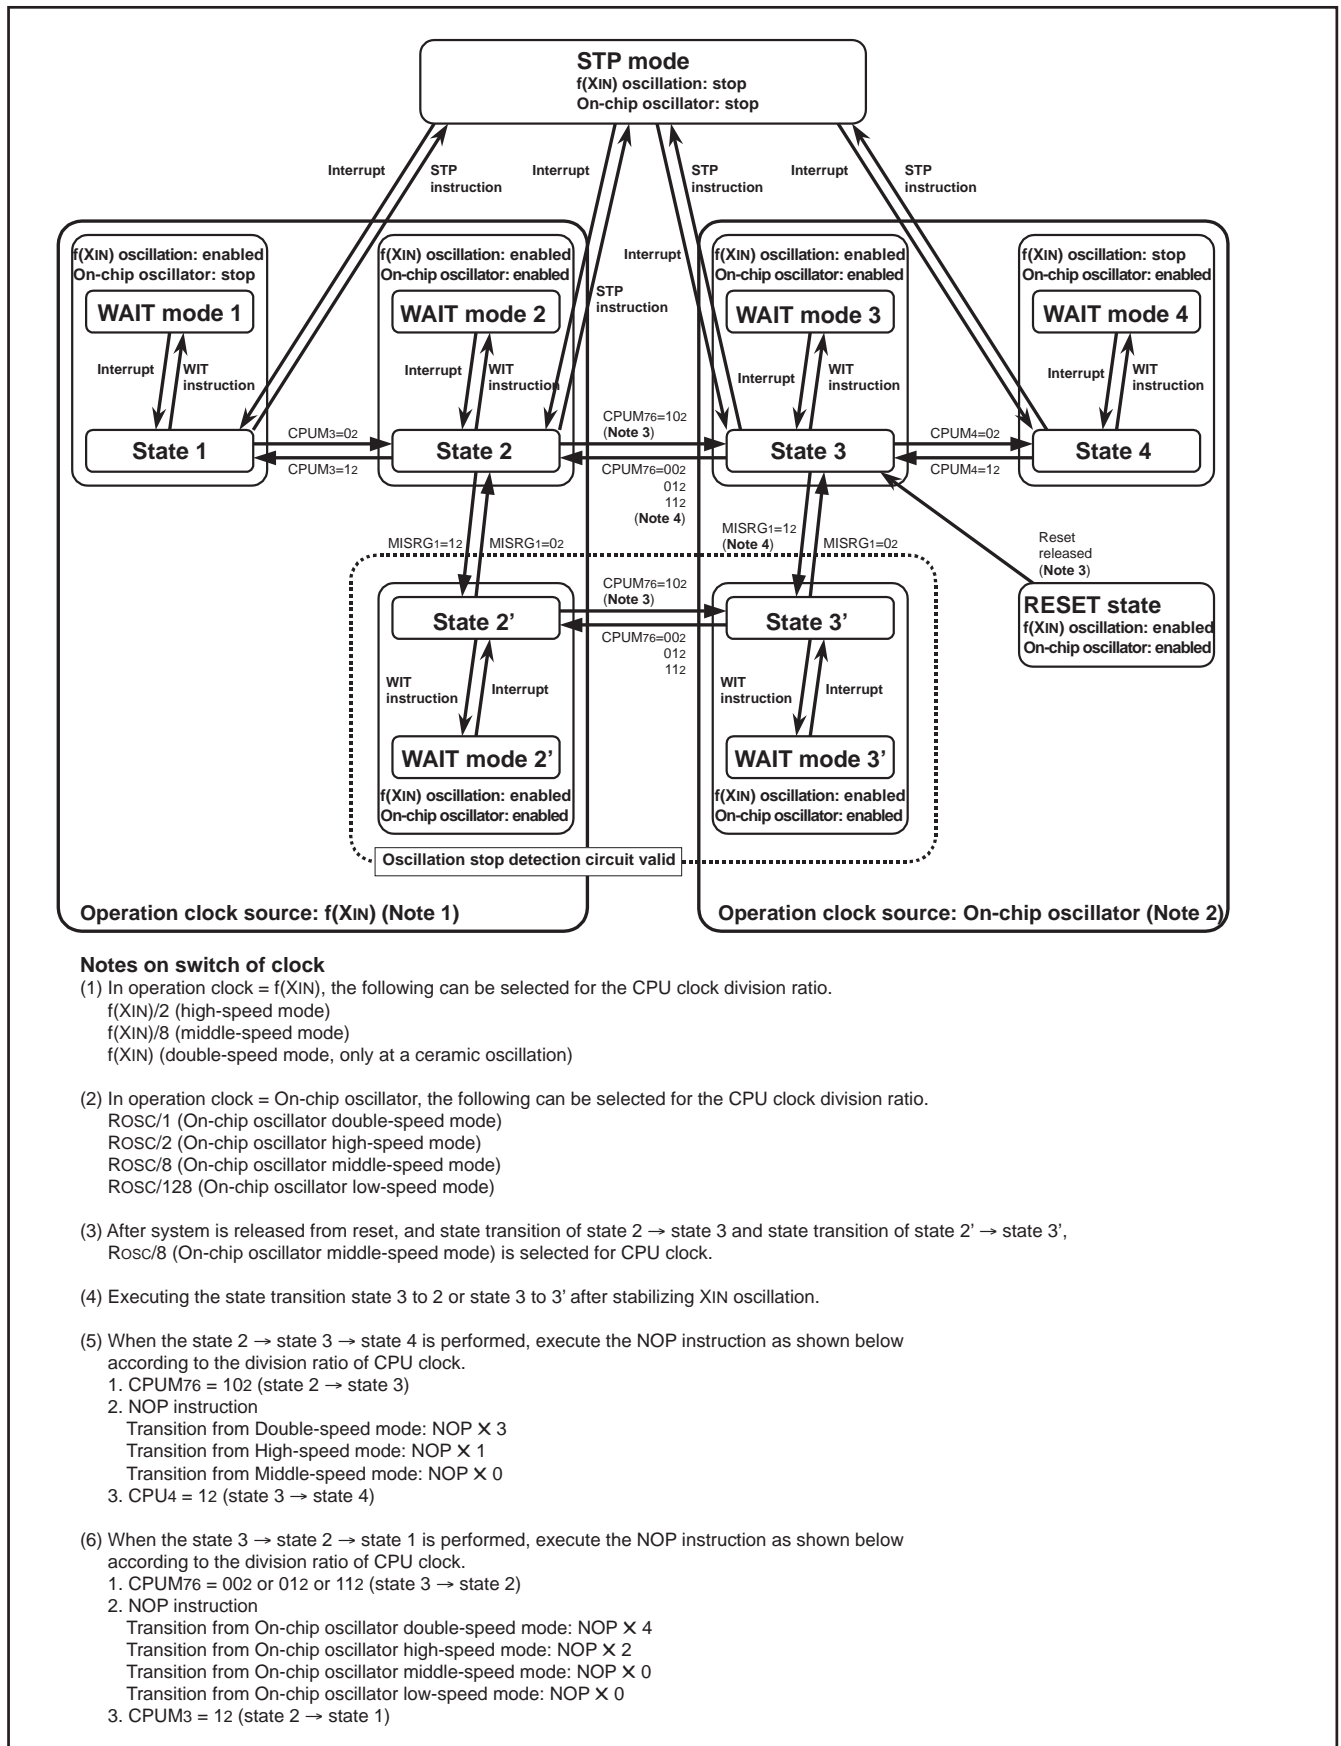 STP mode
f(XIN) oscillation: stop
On-chip oscillator: stop
Interrupt
STP
instruction
Interrupt
STP
instruction
Interrupt
STP
instruction
Interrupt
STP
instruction
f(XIN) oscillation: enabled
On-chip oscillator: stop
WAIT mode 1
Interrupt
WIT
instruction
State 1
CPUM3=02
CPUM3=12
f(XIN) oscillation: enabled
On-chip oscillator: enabled
WAIT mode 2
Interrupt
WIT
instruction
State 2
CPUM76=102
(Note 3)
CPUM76=002
012
112
(Note 4)
f(XIN) oscillation: enabled
On-chip oscillator: enabled
WAIT mode 3
Interrupt
WIT
instruction
State 3
CPUM4=02
CPUM4=12
f(XIN) oscillation: stop
On-chip oscillator: enabled
WAIT mode 4
Interrupt
WIT
instruction
State 4
MISRG1=12
MISRG1=02
MISRG1=12
(Note 4)
MISRG1=02
Reset
released
(Note 3)
RESET state
f(XIN) oscillation: enabled
On-chip oscillator: enabled
State 2’
CPUM76=102
(Note 3)
CPUM76=002
012
112
State 3’
WIT
instruction
Interrupt
WIT
instruction
Interrupt
WAIT mode 2’
f(XIN) oscillation: enabled
On-chip oscillator: enabled
WAIT mode 3’
f(XIN) oscillation: enabled
On-chip oscillator: enabled
Oscillation stop detection circuit valid
Operation clock source: f(XIN) (Note 1)
Operation clock source: On-chip oscillator (Note 2)
Notes on switch of clock
(1) In operation clock = f(XIN), the following can be selected for the CPU clock division ratio.
f(XIN)/2 (high-speed mode)
f(XIN)/8 (middle-speed mode)
f(XIN) (double-speed mode, only at a ceramic oscillation)
(2) In operation clock = On-chip oscillator, the following can be selected for the CPU clock division ratio.
ROSC/1 (On-chip oscillator double-speed mode)
ROSC/2 (On-chip oscillator high-speed mode)
ROSC/8 (On-chip oscillator middle-speed mode)
ROSC/128 (On-chip oscillator low-speed mode)
(3) After system is released from reset, and state transition of state 2 → state 3 and state transition of state 2’ → state 3’,
ROSC/8 (On-chip oscillator middle-speed mode) is selected for CPU clock.
(4) Executing the state transition state 3 to 2 or state 3 to 3’ after stabilizing XIN oscillation.
(5) When the state 2 → state 3 → state 4 is performed, execute the NOP instruction as shown below
according to the division ratio of CPU clock.
1. CPUM76 = 102 (state 2 → state 3)
2. NOP instruction
Transition from Double-speed mode: NOP ✕ 3
Transition from High-speed mode: NOP ✕ 1
Transition from Middle-speed mode: NOP ✕ 0
3. CPU4 = 12 (state 3 → state 4)
(6) When the state 3 → state 2 → state 1 is performed, execute the NOP instruction as shown below
according to the division ratio of CPU clock.
1. CPUM76 = 002 or 012 or 112 (state 3 → state 2)
2. NOP instruction
Transition from On-chip oscillator double-speed mode: NOP ✕ 4
Transition from On-chip oscillator high-speed mode: NOP ✕ 2
Transition from On-chip oscillator middle-speed mode: NOP ✕ 0
Transition from On-chip oscillator low-speed mode: NOP ✕ 0
3. CPUM3 = 12 (state 2 → state 1)